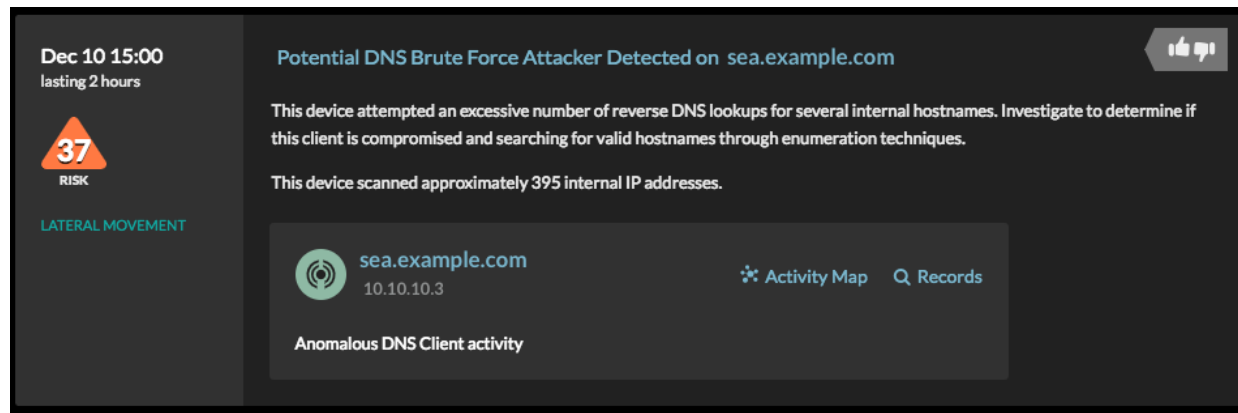 Dec 10 15:00
lasting 2 hours
37
RISK
LATERAL MOVEMENT
Potential DNS Brute Force Attacker Detected on sea.example.com
This device attempted an excessive number of reverse DNS lookups for several internal hostnames. Investigate to determine if
this client is compromised and searching for valid hostnames through enumeration techniques.
This device scanned approximately 395 internal IP addresses.
sea.example.com
10.10.10.3
Activity Map
Records
Anomalous DNS Client activity